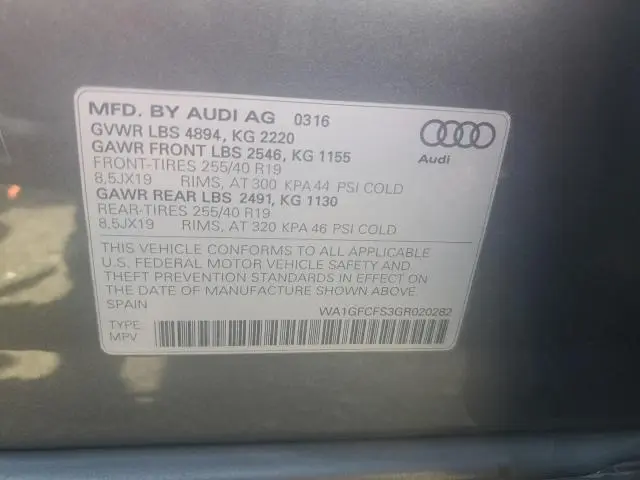 MFD. BY AUDI AG 0316
GVWR LBS 4894, KG 2220
GAWR FRONT LBS 2546, KG 1155
FRONT-TIRES 255/40 R19
8,5JX19 RIMS, AT 300 KPA 44 PSI COLD
GAWR REAR LBS 2491, KG 1130
REAR-TIRES 255/40 R19
8,5JX19 RIMS, AT 320 KPA 46 PSI COLD
Audi
THIS VEHICLE CONFORMS TO ALL APPLICABLE
U.S. FEDERAL MOTOR VEHICLE SAFETY AND
THEFT PREVENTION STANDARDS IN EFFECT ON
THE DATE OF MANUFACTURE SHOWN ABOVE.
SPAIN
WA1GFCFS3GR020282
TYPE:
MPV